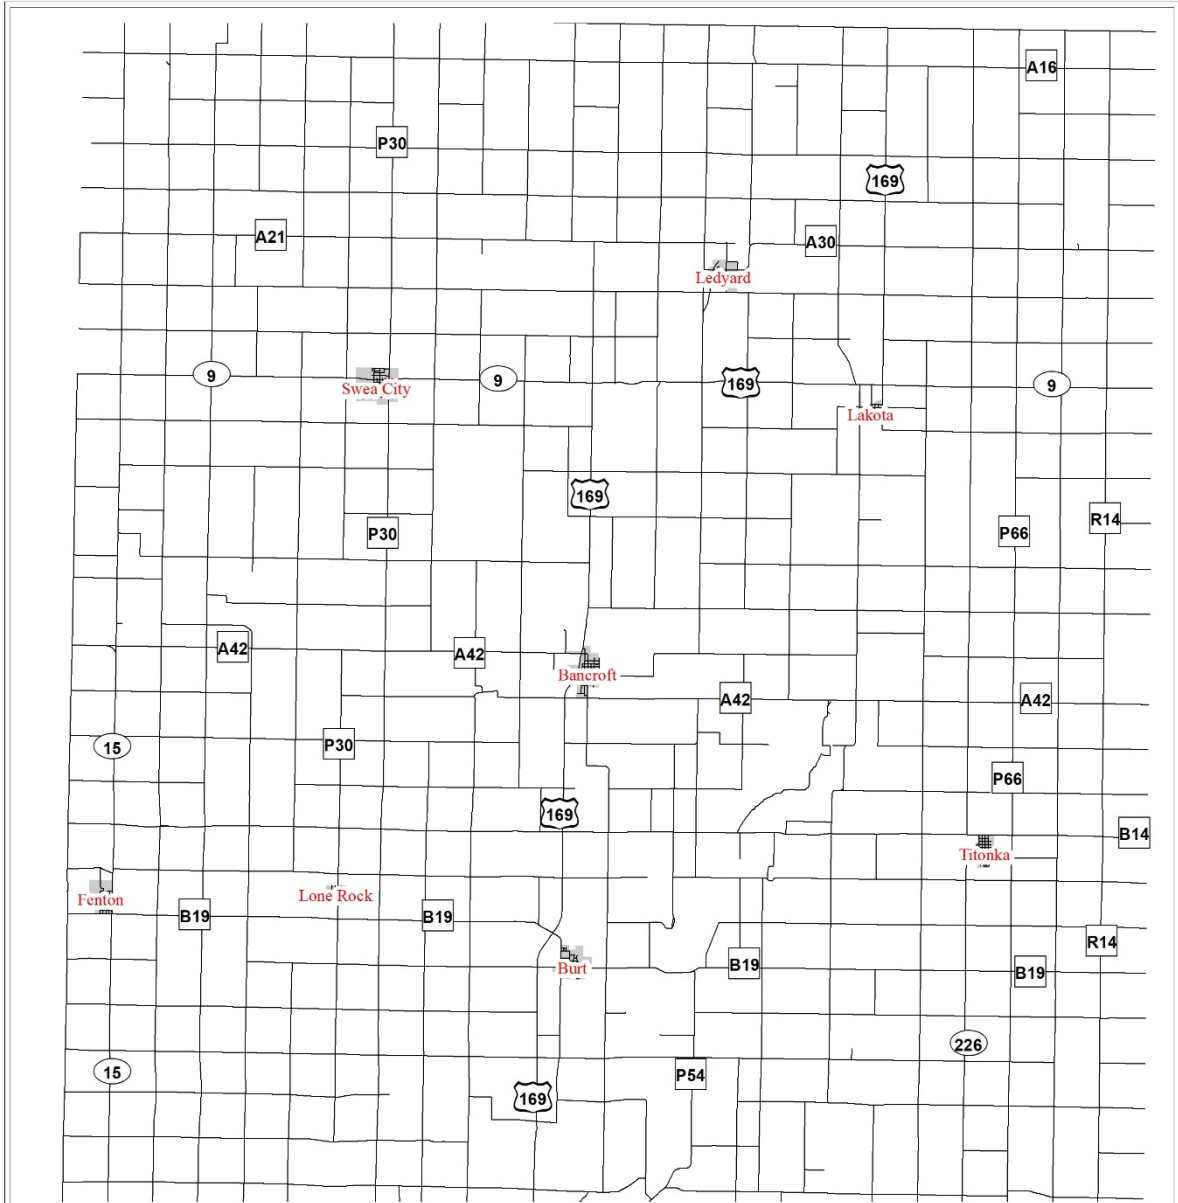 A16
P30
169
A21
A30
Ledyard
9
Swea City
9
169
9
Lakota
169
P30
P66
R14
A42
A42
Bancroft
A42
A42
15
P30
P66
169
B14
Titonka
Fenton
Lone Rock
B19
B19
R14
Burt
B19
B19
226
15
P54
169